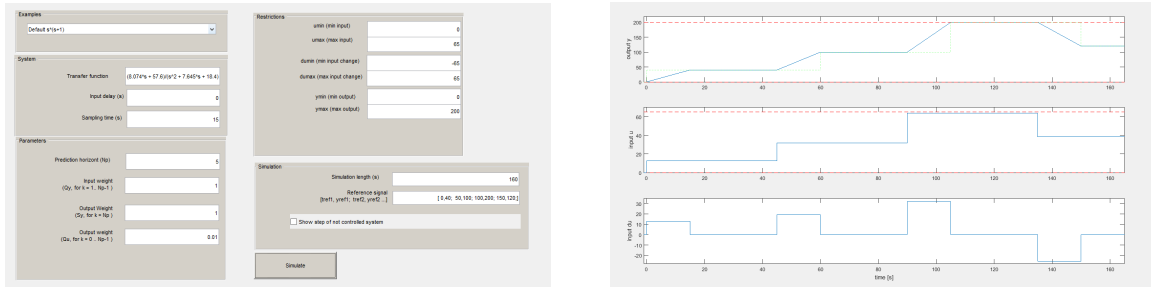 Examples
Default s*(s+1)
System
Transfer function (8.074*s + 57.6)/(s^2 + 7.645*s + 18.4)
Input delay (s) 0
Sampling time (s) 15
Parameters
Prediction horizont (Np) 5
Input weight
(Qy, for k = 1.. Np-1 ) 1
Output Weight
(Sy, for k = Np ) 1
Output weight
(Qu, for k = 0 .. Np-1 ) 0.01
Restrictions
umin (min input) 0
umax (max input) 65
dumin (min input change) -65
dumax (max input change) 65
ymin (min output) 0
ymax (max output) 200
Simulation
Simulation length (s) 160
Reference signal
[tref1, yref1; tref2, yref2 ...] [ 0,40; 50,100; 100,200; 150,120;]
Show step of not controlled system
Simulate
output y
200
150
100
50
0
0 20 40 60 80 100 120 140 160
input u
60
40
20
0
0 20 40 60 80 100 120 140 160
input du
30
20
10
0
-10
-20
0 20 40 60 80 100 120 140 160
time [s]